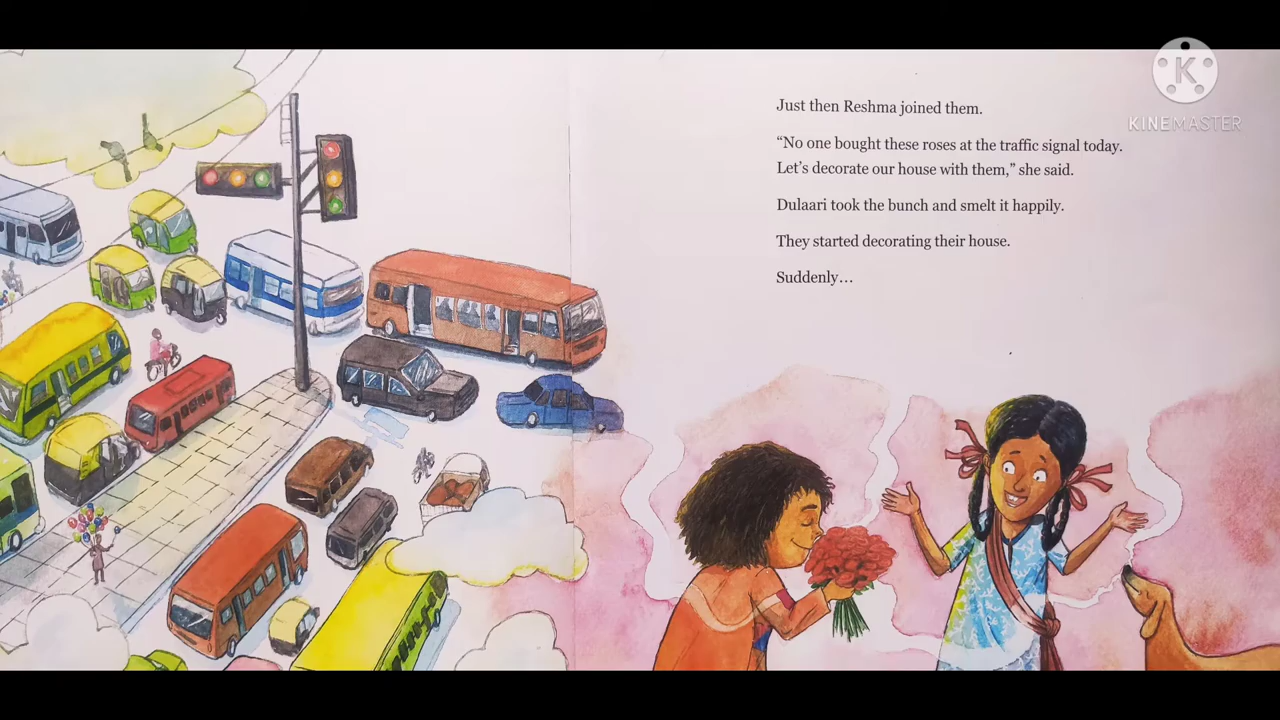 Just then Reshma joined them.
“No one bought these roses at the traffic signal today.
Let’s decorate our house with them,” she said.
Dulaari took the bunch and smelt it happily.
They started decorating their house.
Suddenly…
KINEMASTER